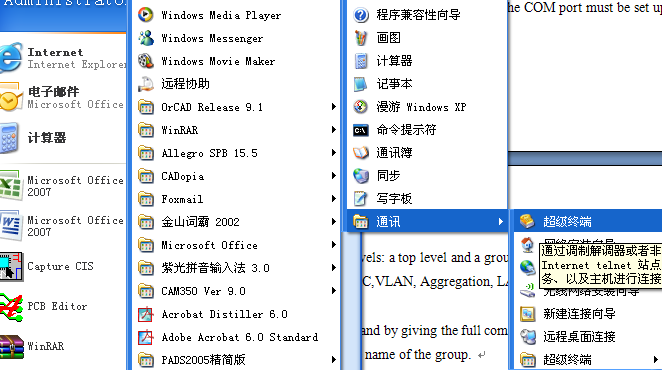 Administrator
Internet
Internet Explorer
电子邮件
Microsoft Office
计算器
Microsoft Office
2007
Microsoft Office
2007
Capture CIS
PCB Editor
WinRAR
Windows Media Player
Windows Messenger
Windows Movie Maker
远程协助
OrCAD Release 9.1
WinRAR
Allegro SPB 15.5
CADopia
Foxmail
金山词霸 2002
Microsoft Office
紫光拼音输入法 3.0
CAM350 Ver 9.0
Acrobat Distiller 6.0
Adobe Acrobat 6.0 Standard
PADS2005精简版
程序兼容性向导
画图
计算器
记事本
漫游 Windows XP
命令提示符
通讯簿
同步
写字板
通讯
超级终端
网络安装向导
通过调制解调器或者非
Internet telnet 站点
务、以及主机进行连接
无线网络安装向导
新建连接向导
远程桌面连接
超级终端
he COM port must be set up
vels: a top level and a grou
C,VLAN, Aggregation, LA
and by giving the full com
name of the group.